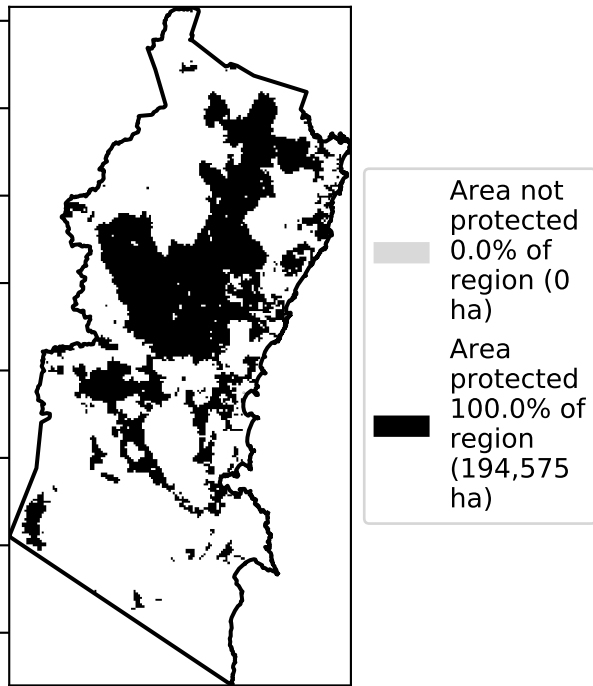 Area not
protected
0.0% of
region (0
ha)
Area
protected
100.0% of
region
(194,575
ha)